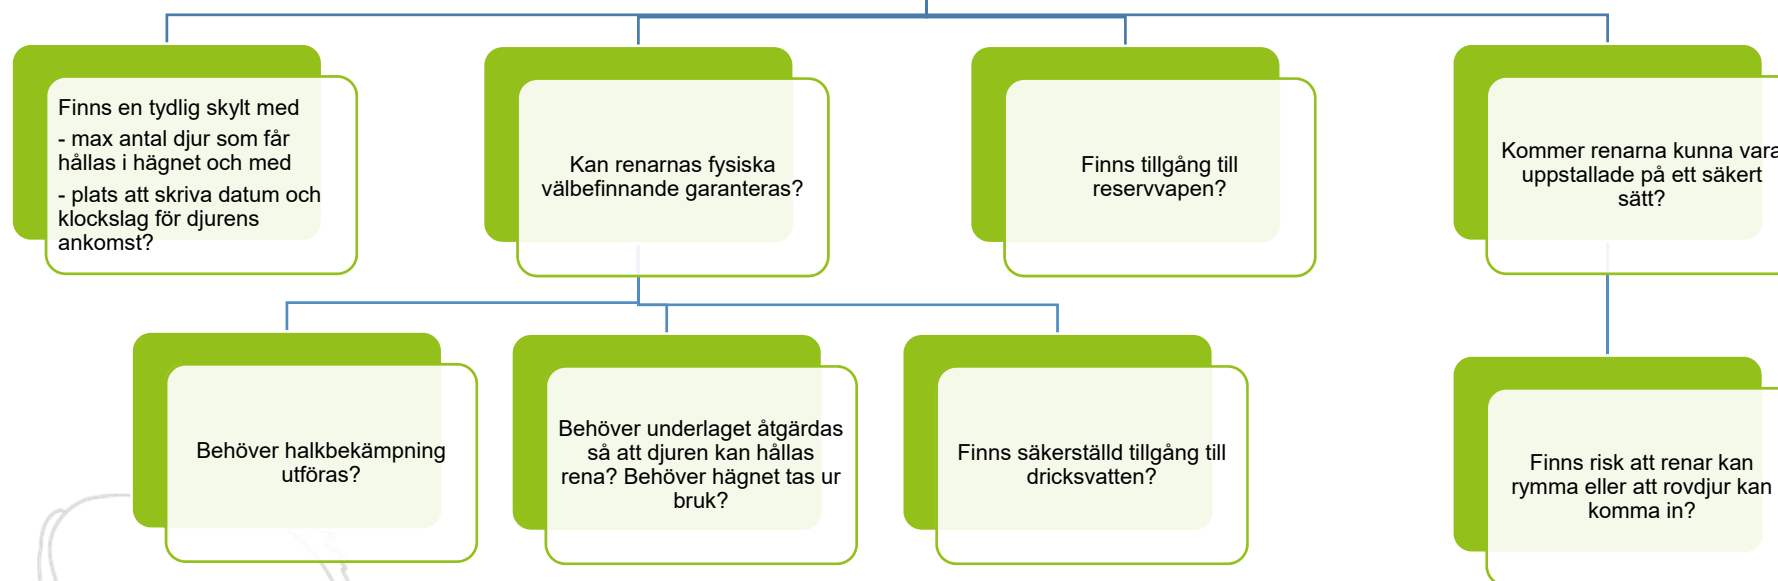 Finns en tydlig skylt med
- max antal djur som får
hållas i hägnet och med
- plats att skriva datum och
klockslag för djurens
ankomst?
Kan renarnas fysiska
välbefinnande garanteras?
Finns tillgång till
reservvapen?
Kommer renarna kunna vara
uppstallade på ett säkert
sätt?
Behöver halkbekämpning
utföras?
Behöver underlaget åtgärdas
så att djuren kan hållas
rena? Behöver hägnet tas ur
bruk?
Finns säkerställd tillgång till
dricksvatten?
Finns risk att renar kan
rymma eller att rovdjur kan
komma in?